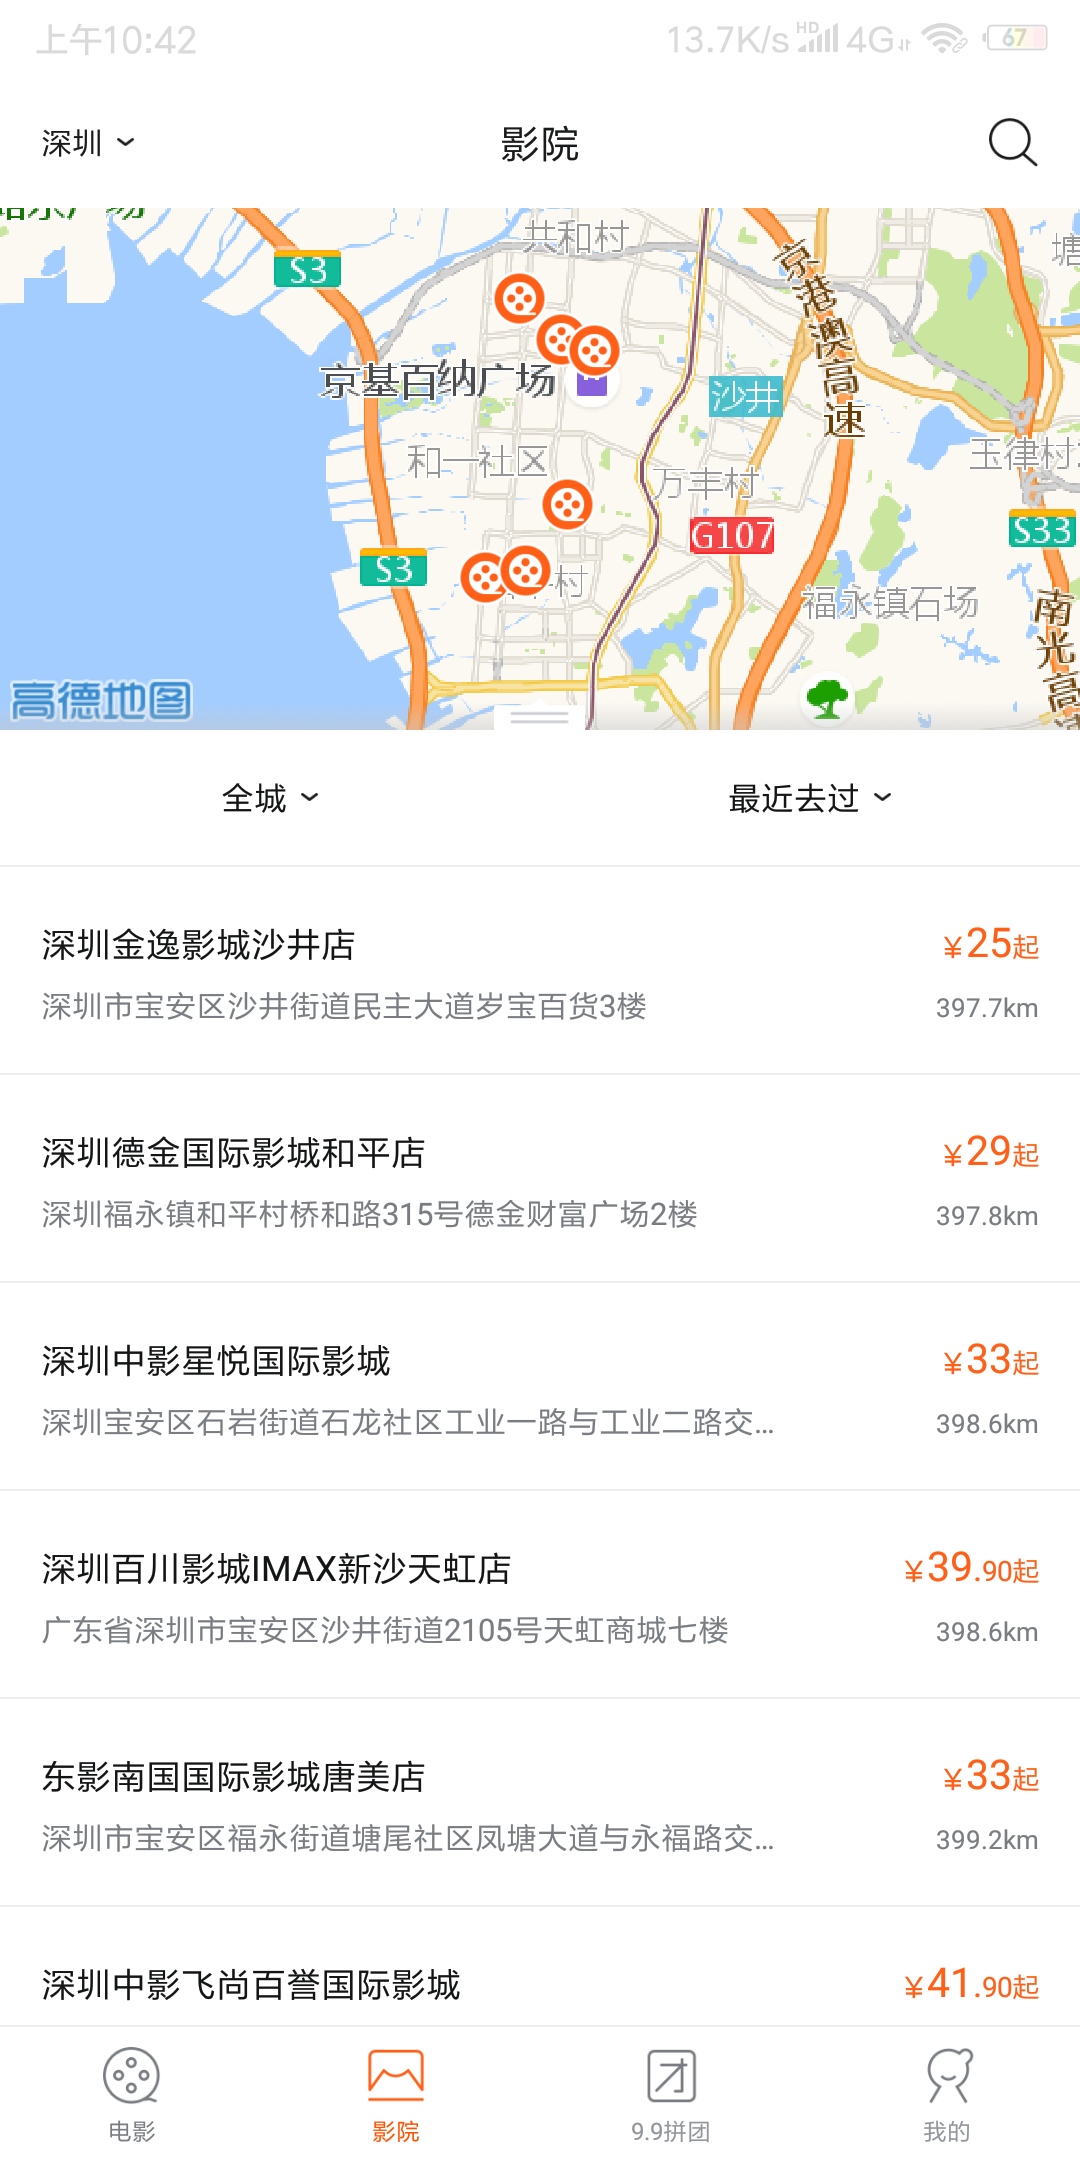 上午10:42
13.7K/s HD 4G 67
深圳
影院
S3
共和村
塘
京港澳高速
京基百纳广场
沙井
和一社区
玉律村
万丰村
G107
S33
S3
村
福永镇石场
南光高速
高德地图
全城
最近去过
深圳金逸影城沙井店
¥25起
深圳市宝安区沙井街道民主大道岁宝百货3楼
397.7km
深圳德金国际影城和平店
¥29起
深圳福永镇和平村桥和路315号德金财富广场2楼
397.8km
深圳中影星悦国际影城
¥33起
深圳宝安区石岩街道石龙社区工业一路与工业二路交...
398.6km
深圳百川影城IMAX新沙天虹店
¥39.90起
广东省深圳市宝安区沙井街道2105号天虹商城七楼
398.6km
东影南国国际影城唐美店
¥33起
深圳市宝安区福永街道塘尾社区凤塘大道与永福路交...
399.2km
深圳中影飞尚百誉国际影城
¥41.90起
电影
影院
9.9拼团
我的